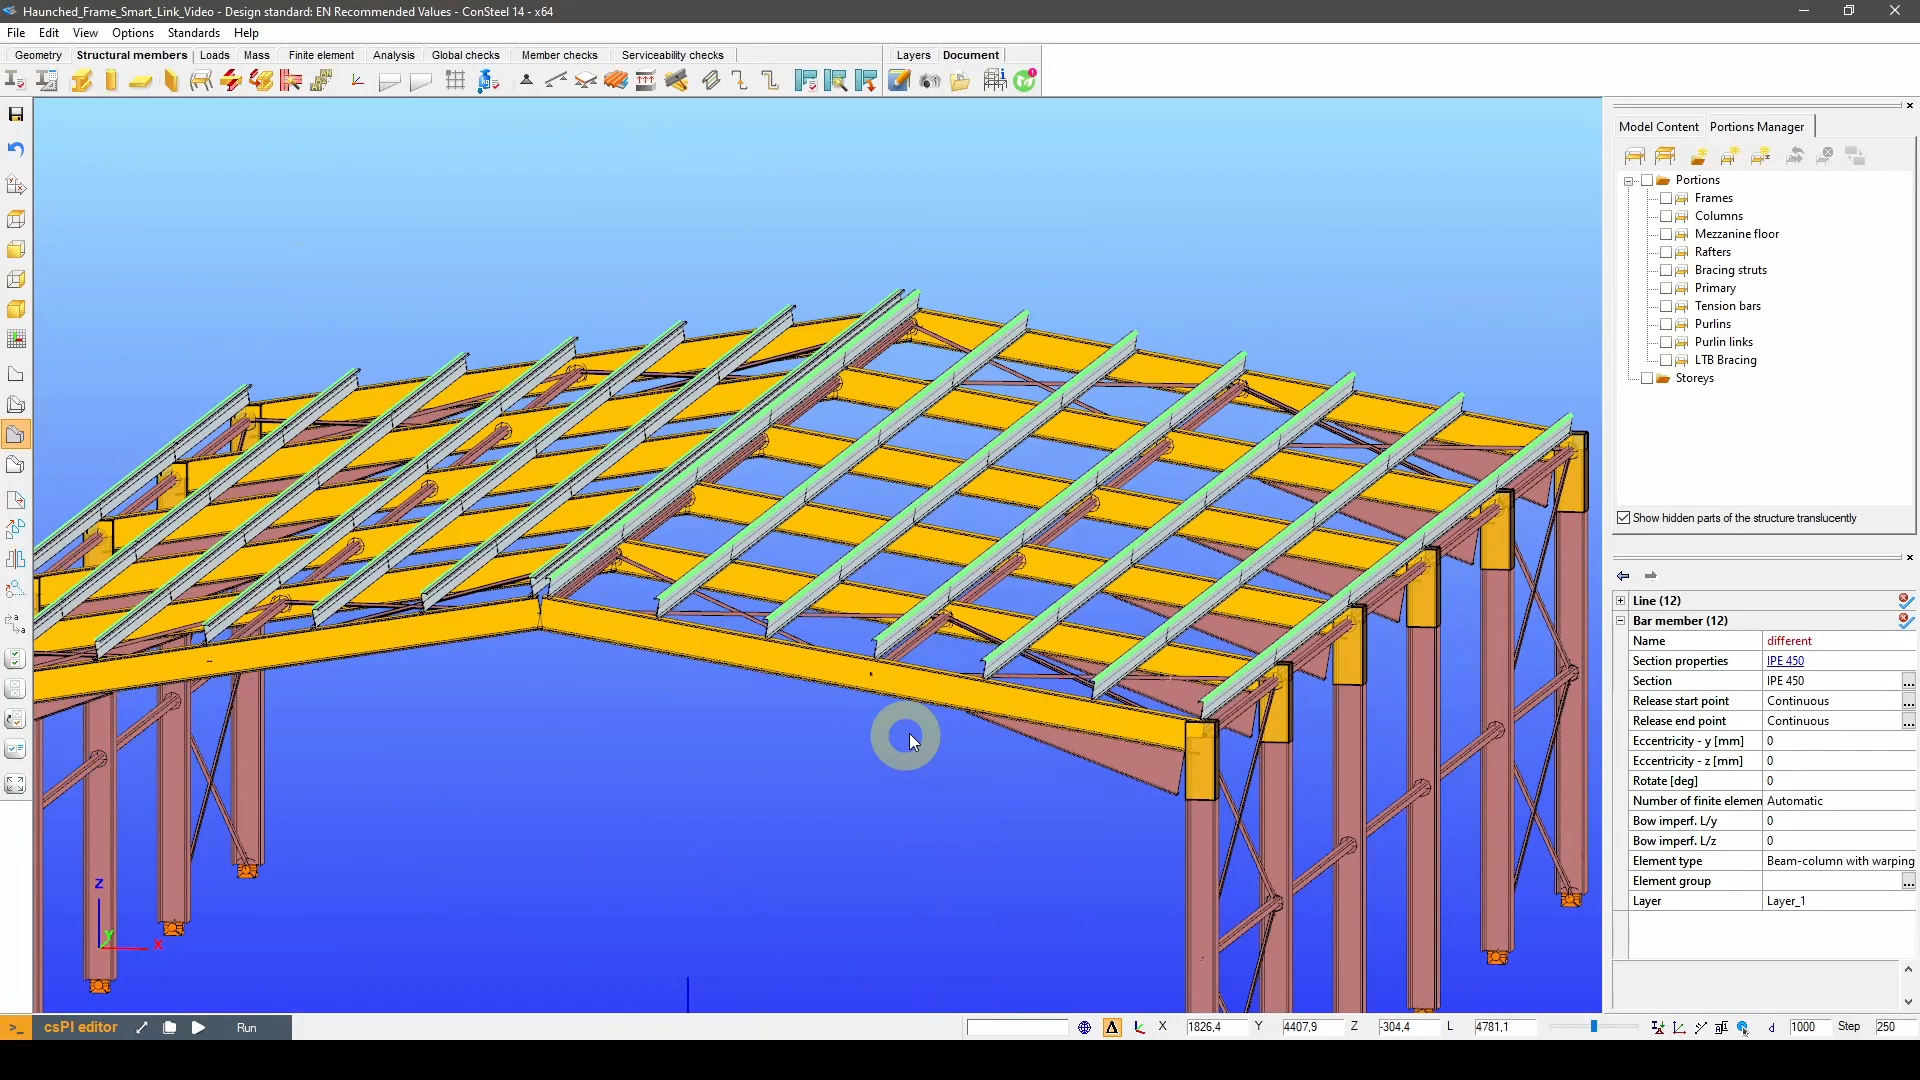 Haunched_Frame_Smart_Link_Video - Design standard: EN Recommended Values - ConSteel 14 - x64
File Edit View Options Standards Help
Geometry Structural members Loads Mass Finite element Analysis Global checks Member checks Serviceability checks Layers Document
Model Content Portions Manager
Portions
Frames
Columns
Mezzanine floor
Rafters
Bracing struts
Primary
Tension bars
Purlins
Purlin links
LTB Bracing
Storeys
Show hidden parts of the structure translucently
Line (12)
Bar member (12)
Name different
Section properties IPE 450
Section IPE 450 ...
Release start point Continuous ...
Release end point Continuous ...
Eccentricity - y [mm] 0
Eccentricity - z [mm] 0
Rotate [deg] 0
Number of finite elemen Automatic
Bow imperf. L/y 0
Bow imperf. L/z 0
Element type Beam-column with warping
Element group ...
Layer Layer_1
Z
Y
X
>_ csPI editor Run X 1826,4 Y 4407,9 Z -304,4 L 4781,1 d 1000 Step 250